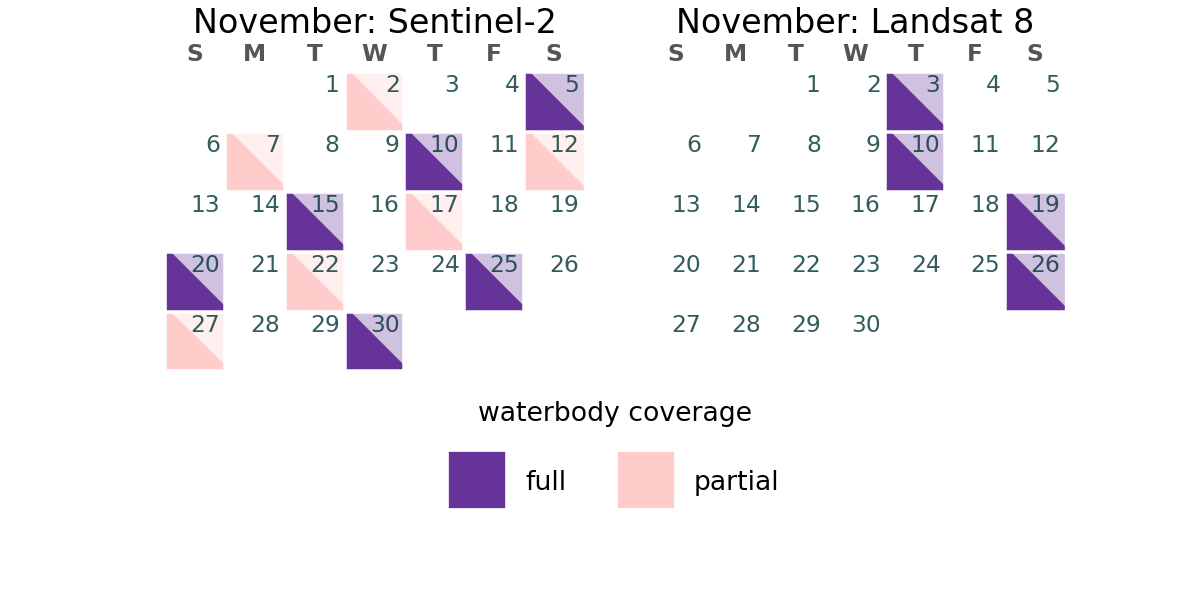 November: Sentinel-2
S M T W T F S
1 2 3 4 5
6 7 8 9 10 11 12
13 14 15 16 17 18 19
20 21 22 23 24 25 26
27 28 29 30
November: Landsat 8
S M T W T F S
1 2 3 4 5
6 7 8 9 10 11 12
13 14 15 16 17 18 19
20 21 22 23 24 25 26
27 28 29 30
waterbody coverage
full
partial